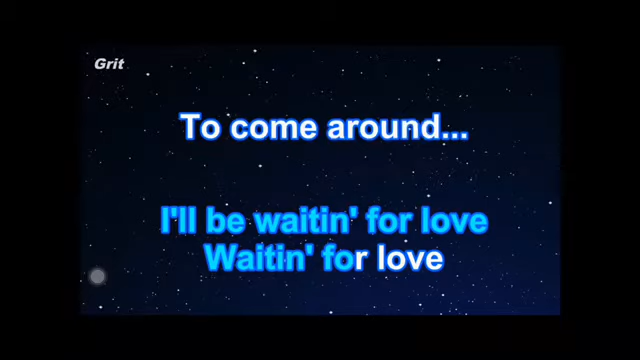 Grit
To come around...
I'll be waitin' for love
Waitin' for love